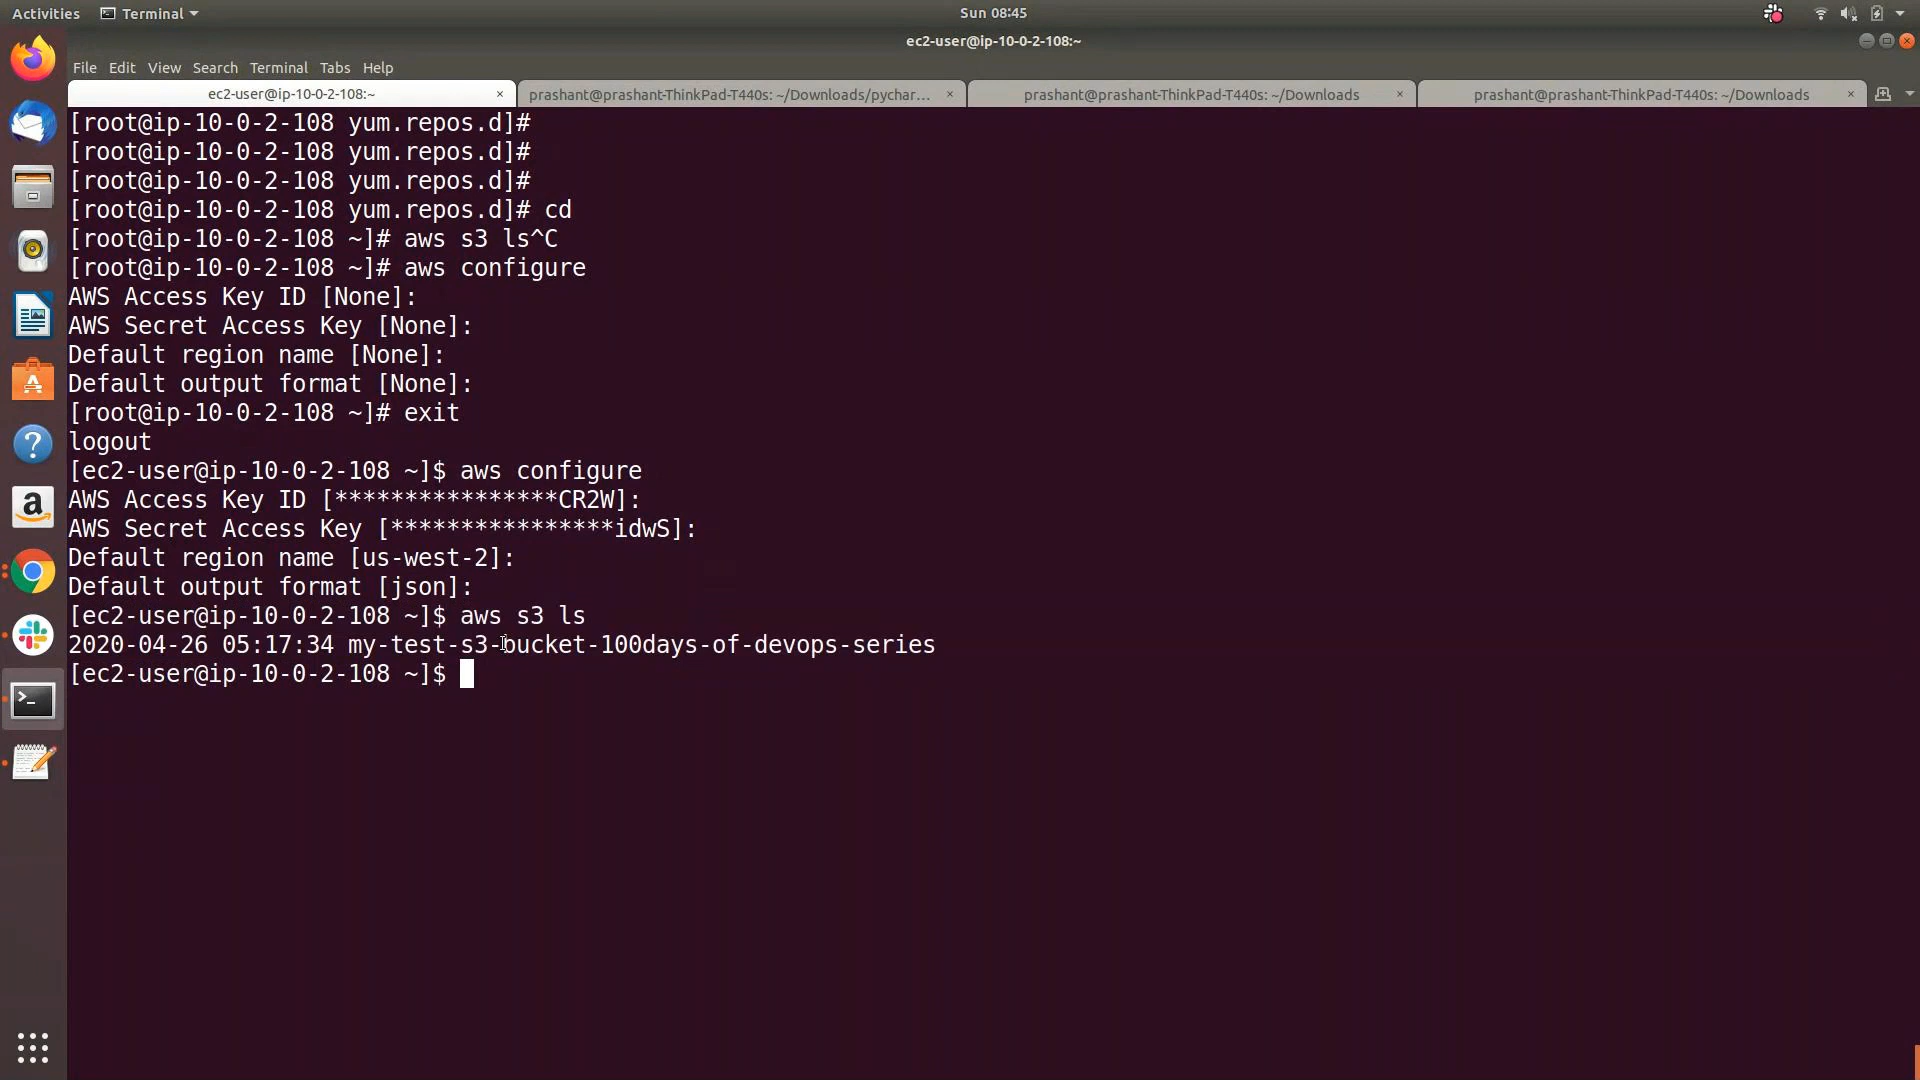 Activities Terminal Sun 08:45
ec2-user@ip-10-0-2-108:~
File Edit View Search Terminal Tabs Help
ec2-user@ip-10-0-2-108:~ × prashant@prashant-ThinkPad-T440s: ~/Downloads/pychar... × prashant@prashant-ThinkPad-T440s: ~/Downloads × prashant@prashant-ThinkPad-T440s: ~/Downloads ×
[root@ip-10-0-2-108 yum.repos.d]#
[root@ip-10-0-2-108 yum.repos.d]#
[root@ip-10-0-2-108 yum.repos.d]#
[root@ip-10-0-2-108 yum.repos.d]# cd
[root@ip-10-0-2-108 ~]# aws s3 ls^C
[root@ip-10-0-2-108 ~]# aws configure
AWS Access Key ID [None]:
AWS Secret Access Key [None]:
Default region name [None]:
Default output format [None]:
[root@ip-10-0-2-108 ~]# exit
logout
[ec2-user@ip-10-0-2-108 ~]$ aws configure
AWS Access Key ID [****************CR2W]:
AWS Secret Access Key [****************idwS]:
Default region name [us-west-2]:
Default output format [json]:
[ec2-user@ip-10-0-2-108 ~]$ aws s3 ls
2020-04-26 05:17:34 my-test-s3-bucket-100days-of-devops-series
[ec2-user@ip-10-0-2-108 ~]$